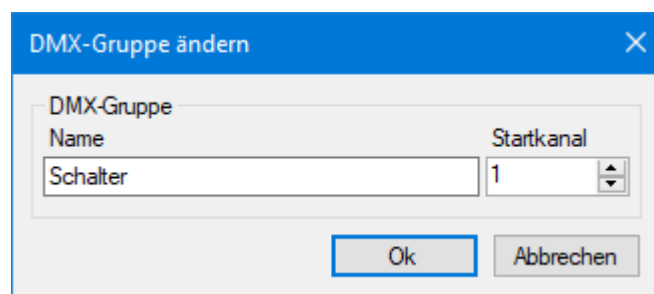 DMX-Gruppe ändern
DMX-Gruppe
Name Startkanal
Schalter 1
Ok Abbrechen